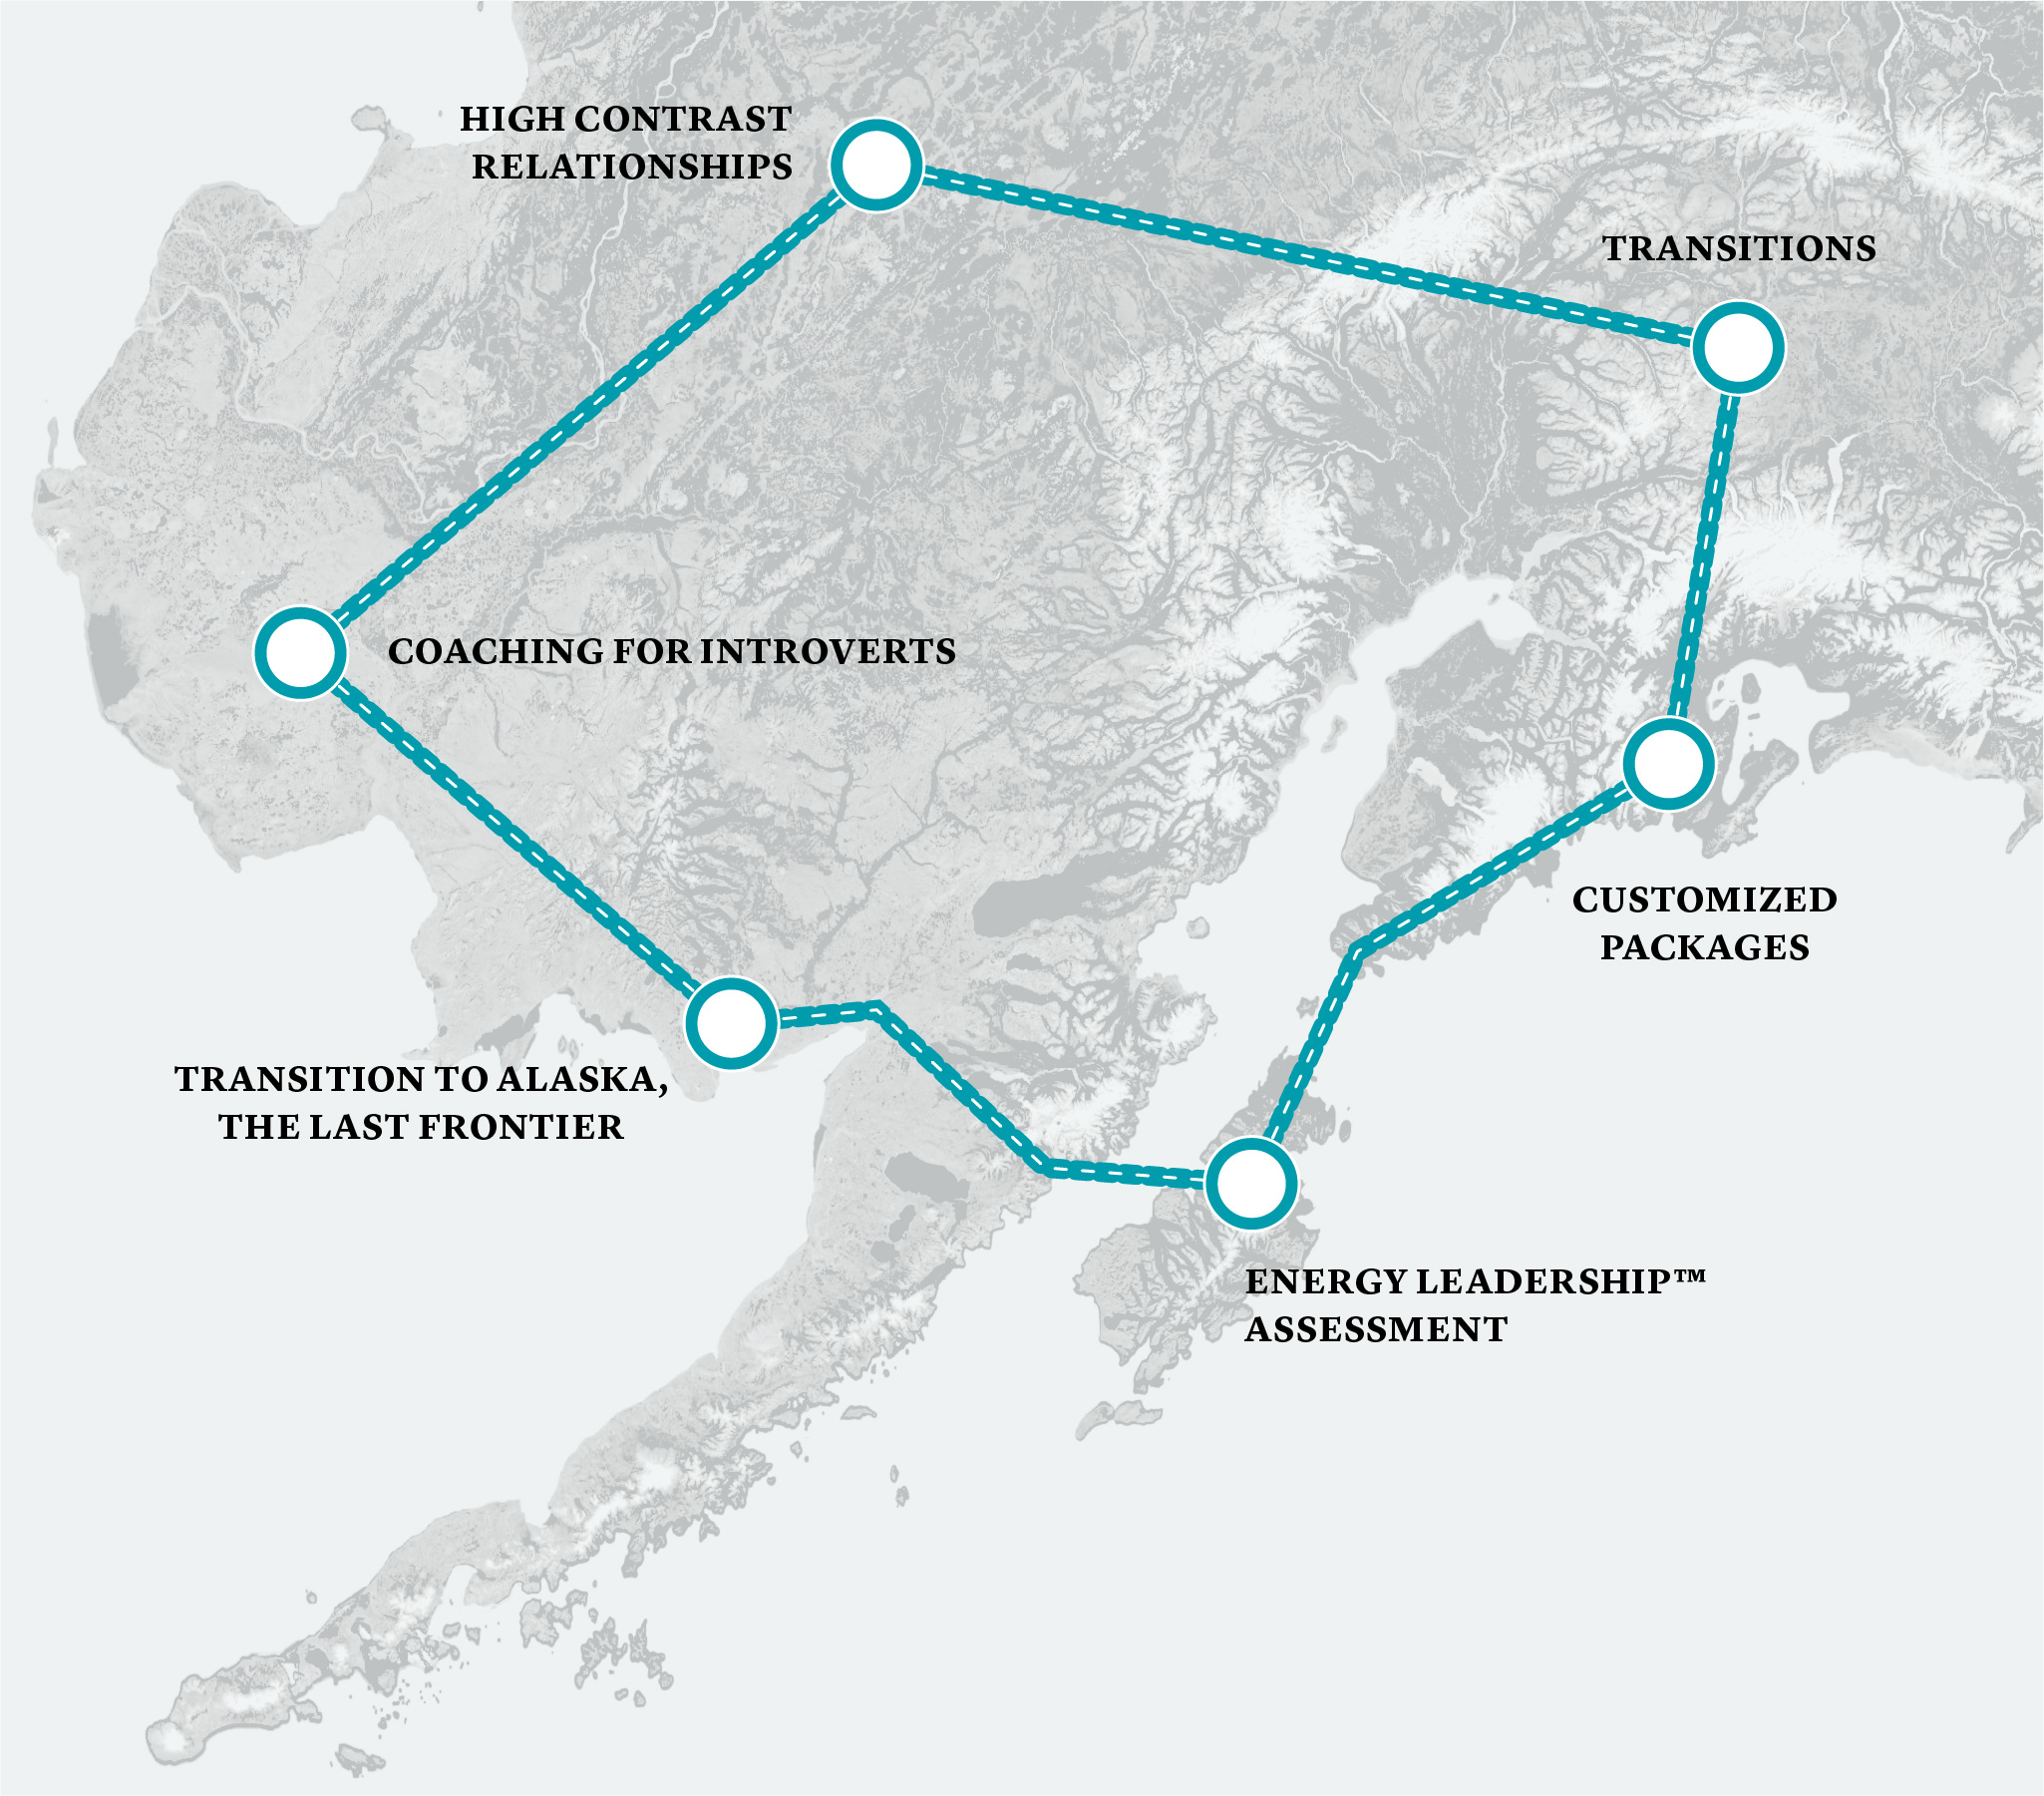 HIGH CONTRAST
RELATIONSHIPS
TRANSITIONS
COACHING FOR INTROVERTS
CUSTOMIZED
PACKAGES
TRANSITION TO ALASKA,
THE LAST FRONTIER
ENERGY LEADERSHIP™
ASSESSMENT